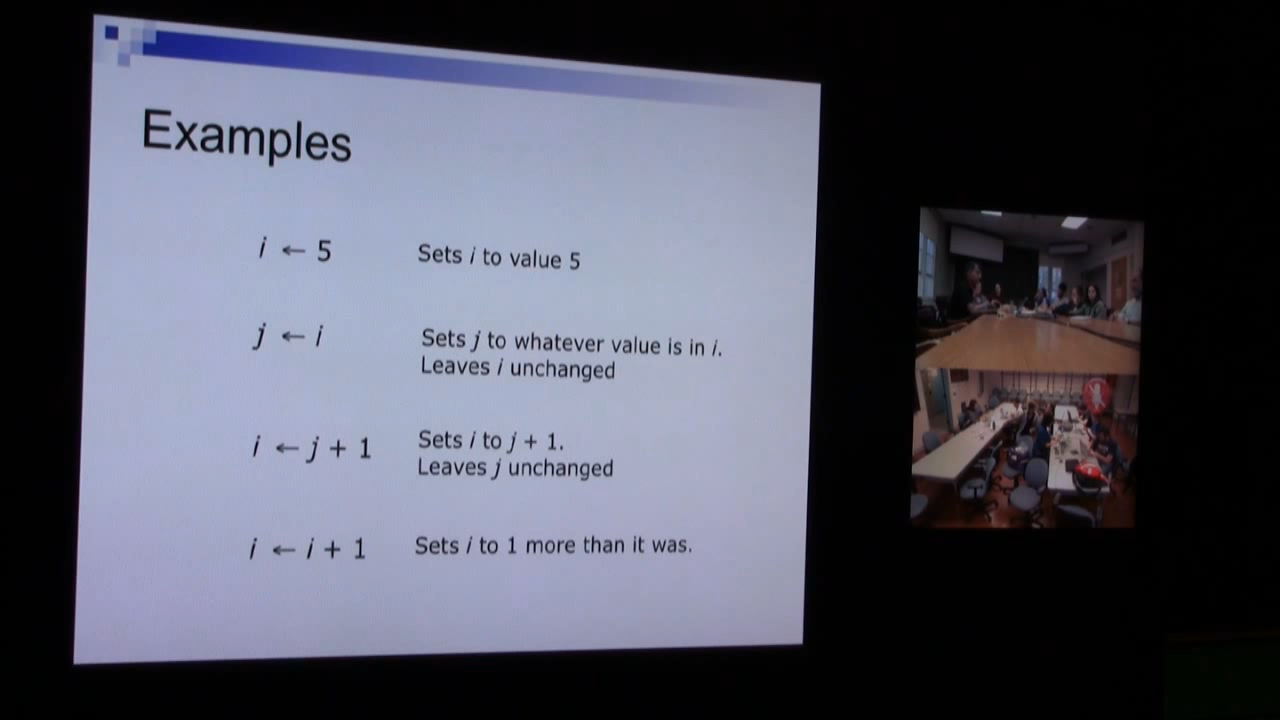 Examples
i ← 5 Sets i to value 5
j ← i Sets j to whatever value is in i.
Leaves i unchanged
i ← j + 1 Sets i to j + 1.
Leaves j unchanged
i ← i + 1 Sets i to 1 more than it was.